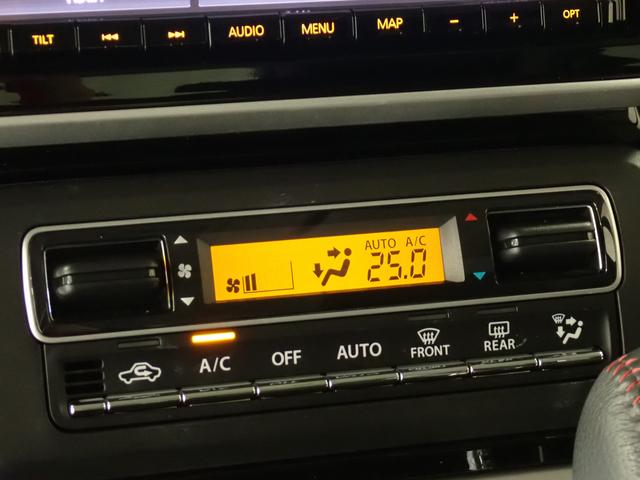 TILT AUDIO MENU MAP - + OPT
AUTO A/C
25.0
A/C OFF AUTO FRONT REAR